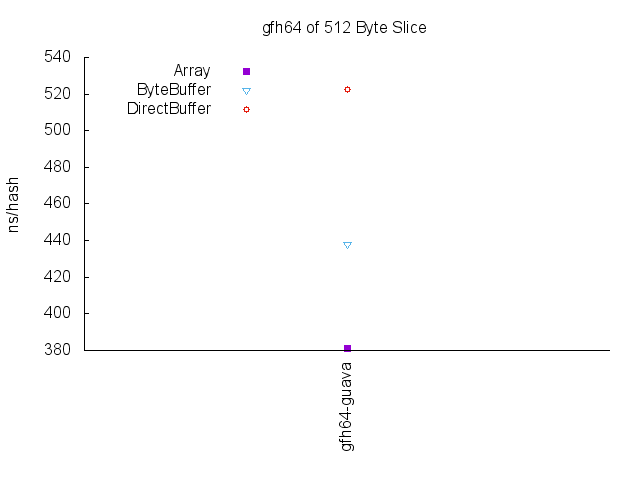 gfh64 of 512 Byte Slice
540
520
500
480
460
440
420
400
380
ns/hash
Array
ByteBuffer
DirectBuffer
gfh64-guava